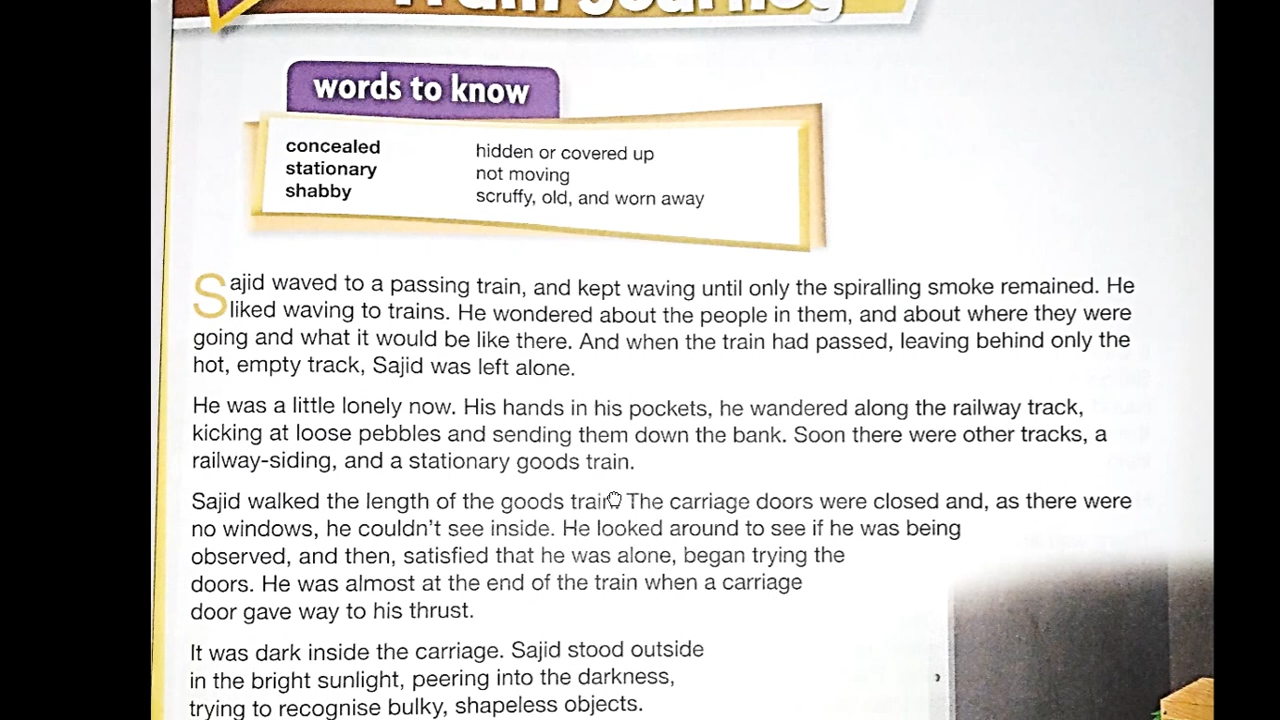 Train Journey
words to know
concealed hidden or covered up
stationary not moving
shabby scruffy, old, and worn away
Sajid waved to a passing train, and kept waving until only the spiralling smoke remained. He
liked waving to trains. He wondered about the people in them, and about where they were
going and what it would be like there. And when the train had passed, leaving behind only the
hot, empty track, Sajid was left alone.
He was a little lonely now. His hands in his pockets, he wandered along the railway track,
kicking at loose pebbles and sending them down the bank. Soon there were other tracks, a
railway-siding, and a stationary goods train.
Sajid walked the length of the goods train. The carriage doors were closed and, as there were
no windows, he couldn't see inside. He looked around to see if he was being
observed, and then, satisfied that he was alone, began trying the
doors. He was almost at the end of the train when a carriage
door gave way to his thrust.
It was dark inside the carriage. Sajid stood outside
in the bright sunlight, peering into the darkness,
trying to recognise bulky, shapeless objects.